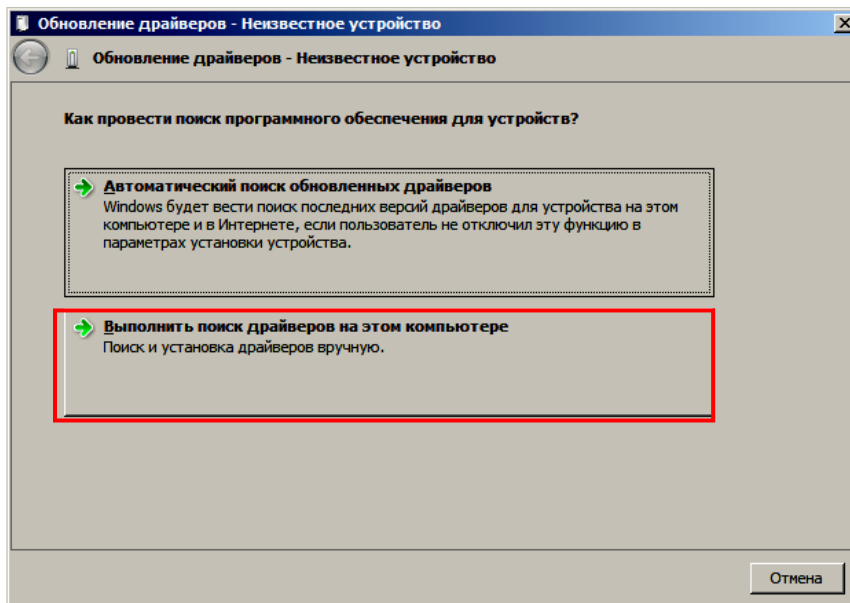 Обновление драйверов - Неизвестное устройство
Обновление драйверов - Неизвестное устройство
Как провести поиск программного обеспечения для устройств?
Автоматический поиск обновленных драйверов
Windows будет вести поиск последних версий драйверов для устройства на этом
компьютере и в Интернете, если пользователь не отключил эту функцию в
параметрах установки устройства.
Выполнить поиск драйверов на этом компьютере
Поиск и установка драйверов вручную.
Отмена